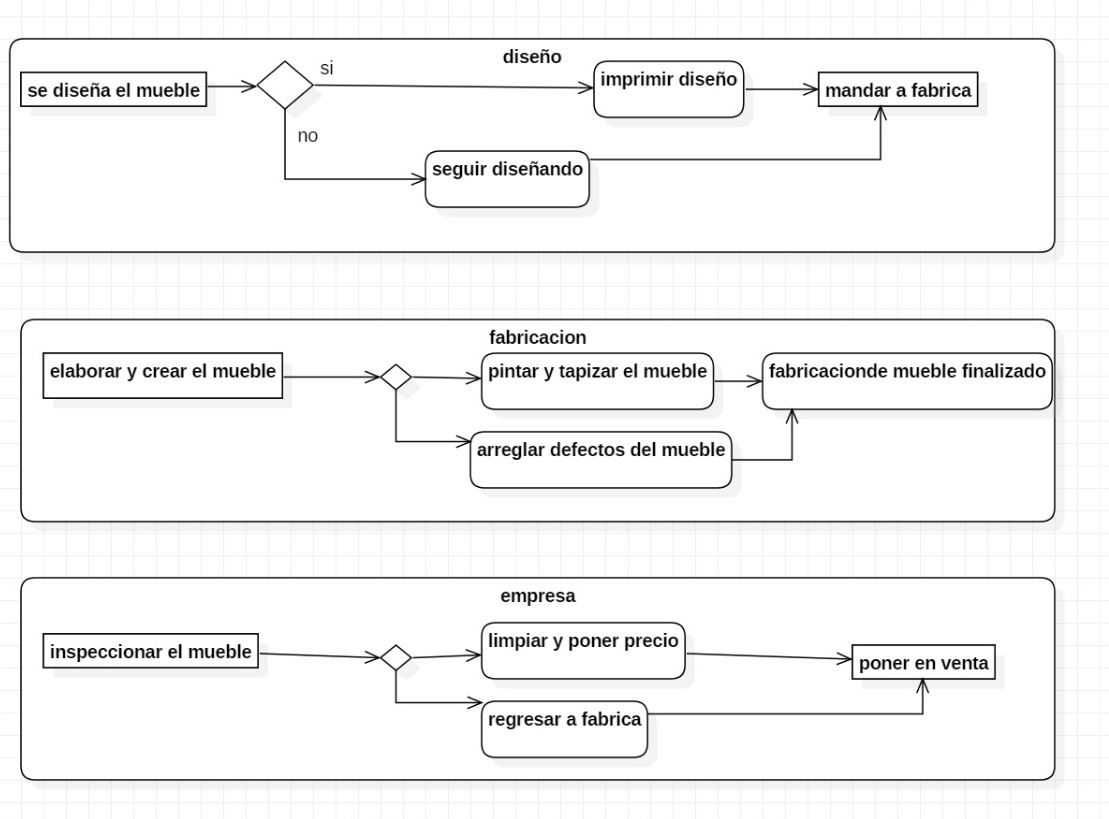 diseño
se diseña el mueble
si
imprimir diseño
mandar a fabrica
no
seguir diseñando
fabricacion
elaborar y crear el mueble
pintar y tapizar el mueble
fabricacionde mueble finalizado
arreglar defectos del mueble
empresa
inspeccionar el mueble
limpiar y poner precio
poner en venta
regresar a fabrica